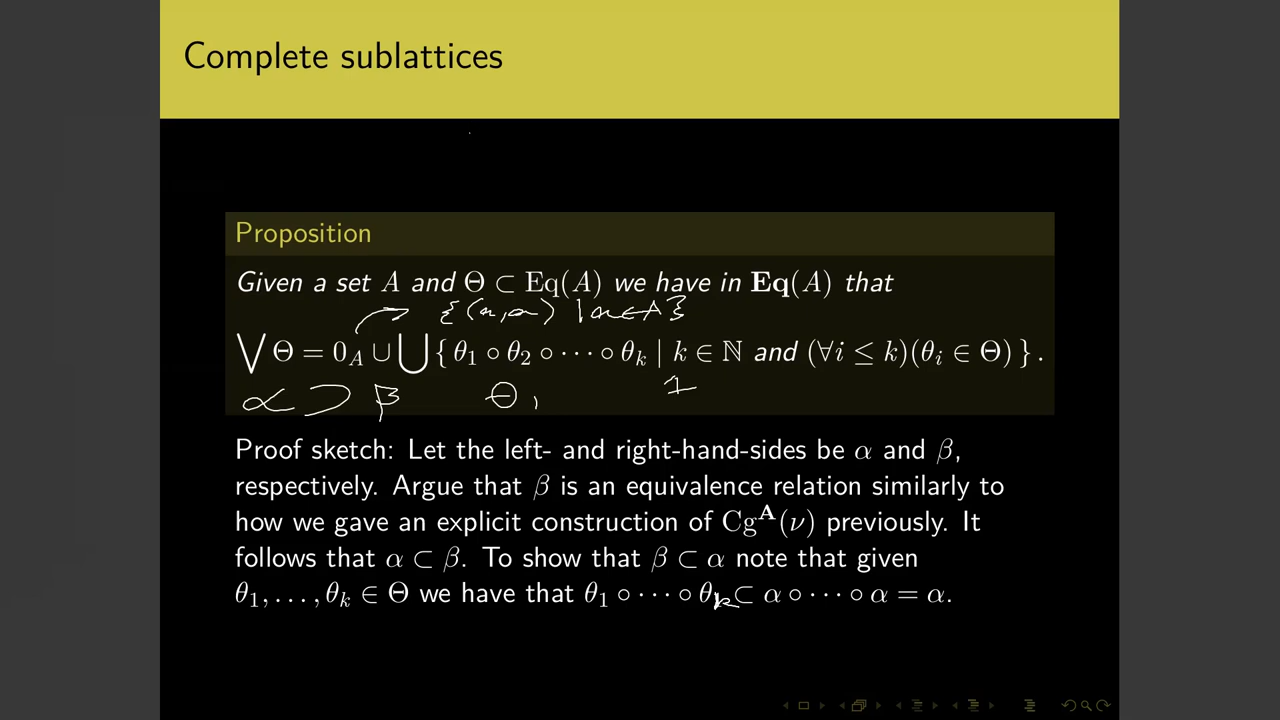 Complete sublattices
Proposition
Given a set A and Θ ⊂ Eq(A) we have in Eq(A) that
{(a,a) | a ∈ A}
⋁ Θ = 0_A ∪ ⋃ { θ₁ ∘ θ₂ ∘ ⋯ ∘ θ_k | k ∈ ℕ and (∀i ≤ k)(θ_i ∈ Θ) } .
α ⊃ β θ₁ 1
Proof sketch: Let the left- and right-hand-sides be α and β,
respectively. Argue that β is an equivalence relation similarly to
how we gave an explicit construction of Cg^A(ν) previously. It
follows that α ⊂ β. To show that β ⊂ α note that given
θ₁, …, θ_k ∈ Θ we have that θ₁ ∘ ⋯ ∘ θ_k ⊂ α ∘ ⋯ ∘ α = α.